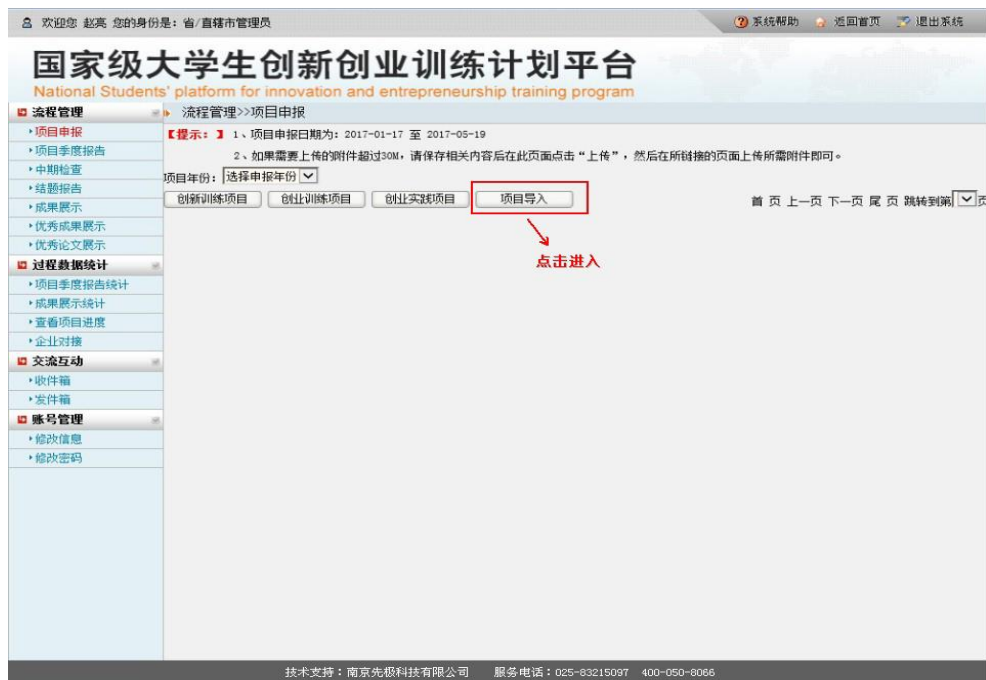 欢迎您 赵亮 您的身份是：省/直辖市管理员
系统帮助 返回首页 退出系统
国家级大学生创新创业训练计划平台
National Students' platform for innovation and entrepreneurship training program
流程管理
项目申报
项目季度报告
中期检查
结题报告
成果展示
优秀成果展示
优秀论文展示
过程数据统计
项目季度报告统计
成果展示统计
查看项目进度
企业对接
交流互动
收件箱
发件箱
账号管理
修改信息
修改密码
流程管理>>项目申报
【提示：】1、项目申报日期为：2017-01-17 至 2017-05-19
2、如果需要上传的附件超过30M，请保存相关内容后在此页面点击“上传”，然后在所链接的页面上传所需附件即可。
项目年份：选择申报年份
创新训练项目 创业训练项目 创业实践项目 项目导入
首 页 上一页 下一页 尾 页 跳转到第 页
点击进入
技术支持：南京先极科技有限公司 服务电话：025-83215097 400-050-8066